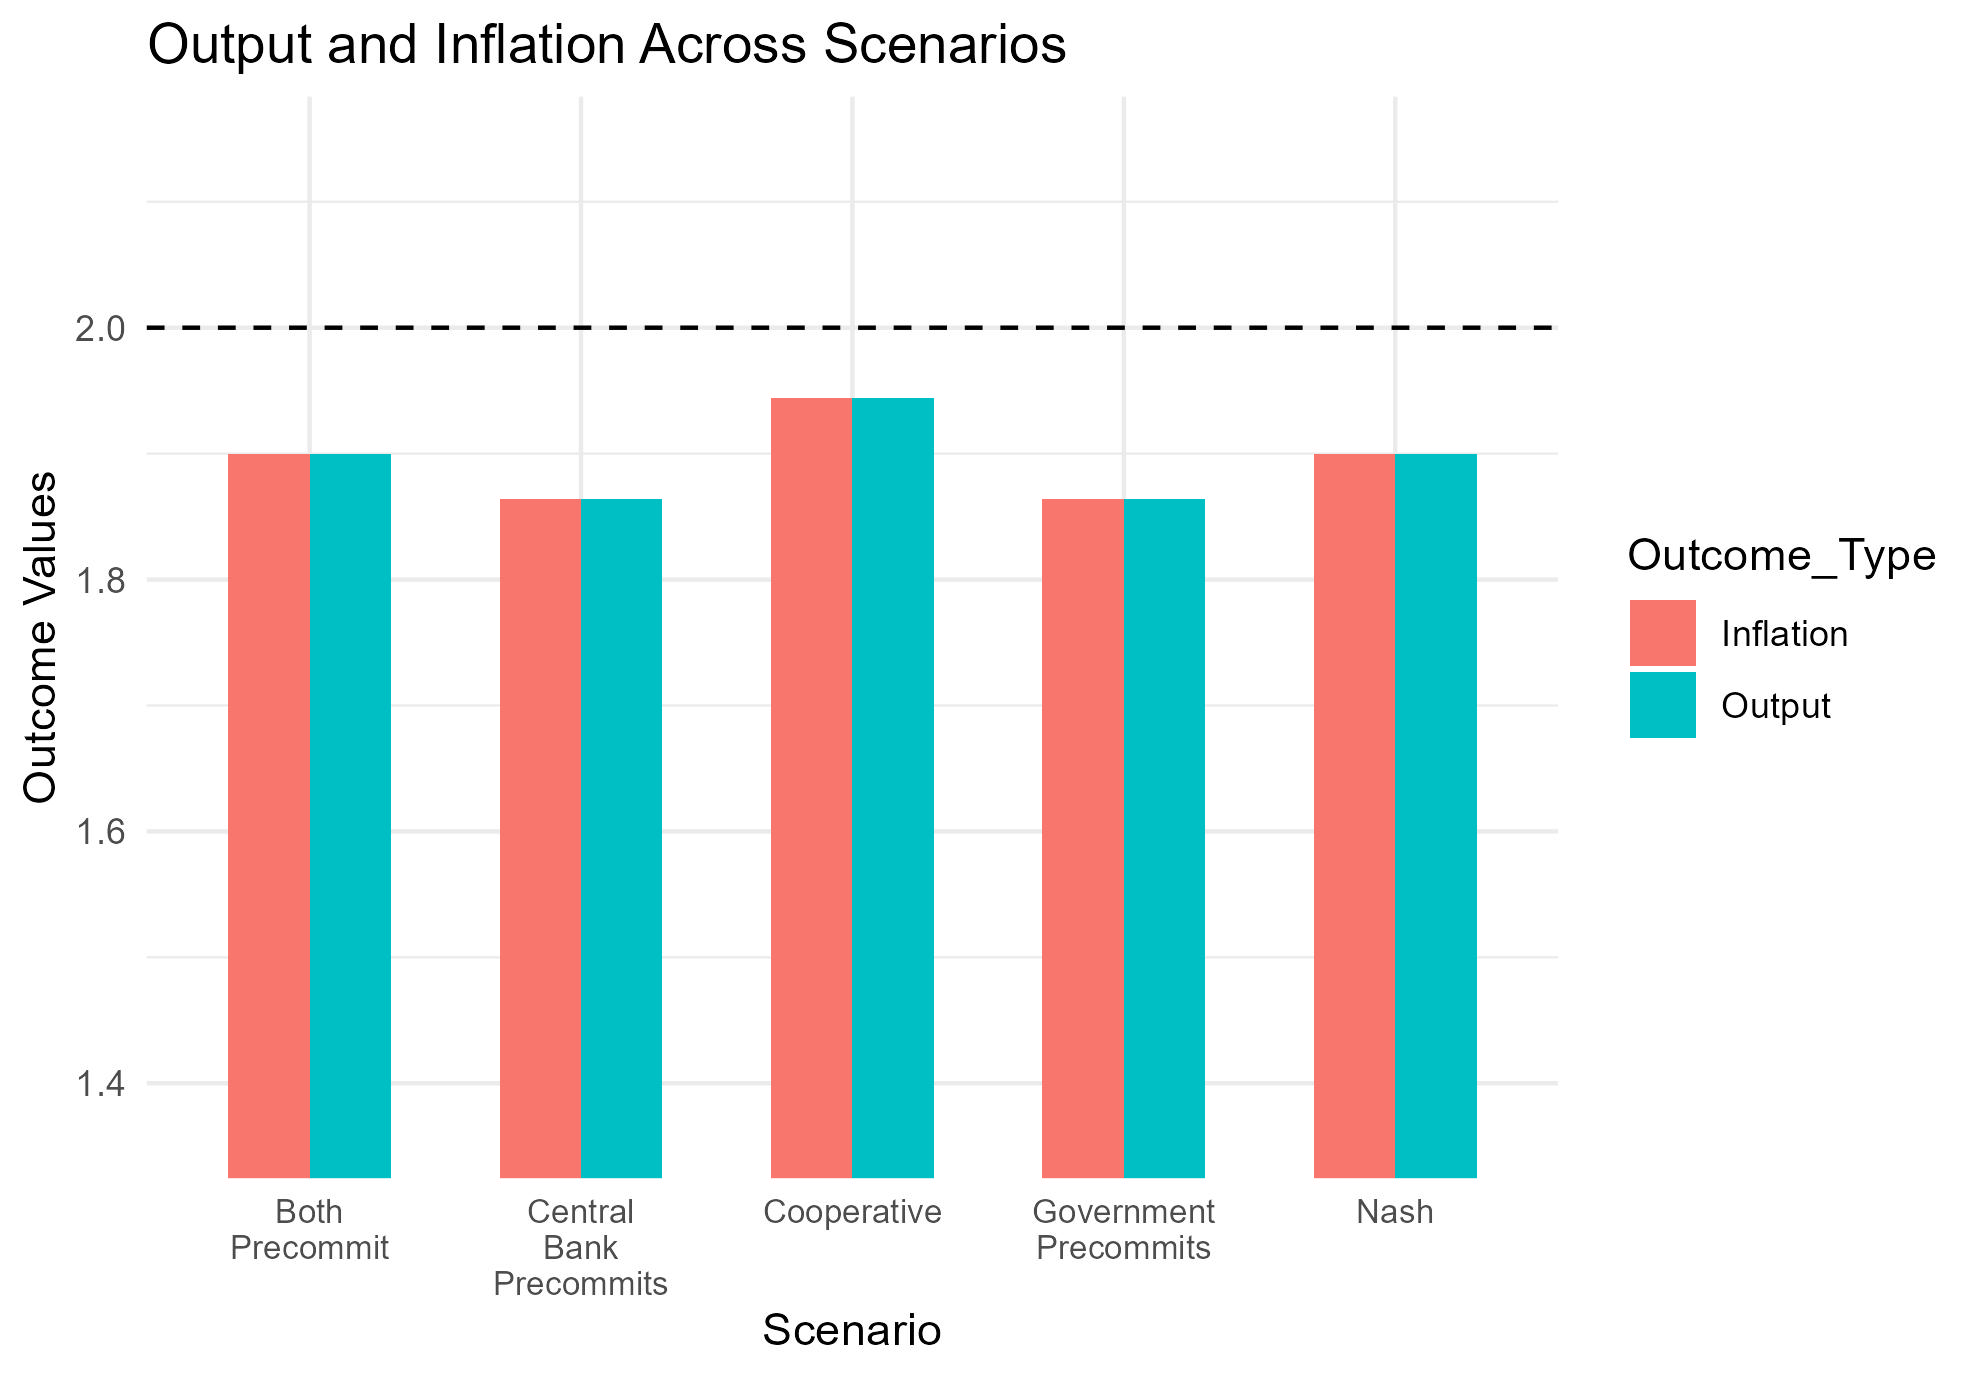 Output and Inflation Across Scenarios
Outcome Values
2.0
1.8
1.6
1.4
Both
Precommit
Central
Bank
Precommits
Cooperative
Government
Precommits
Nash
Scenario
Outcome_Type
Inflation
Output